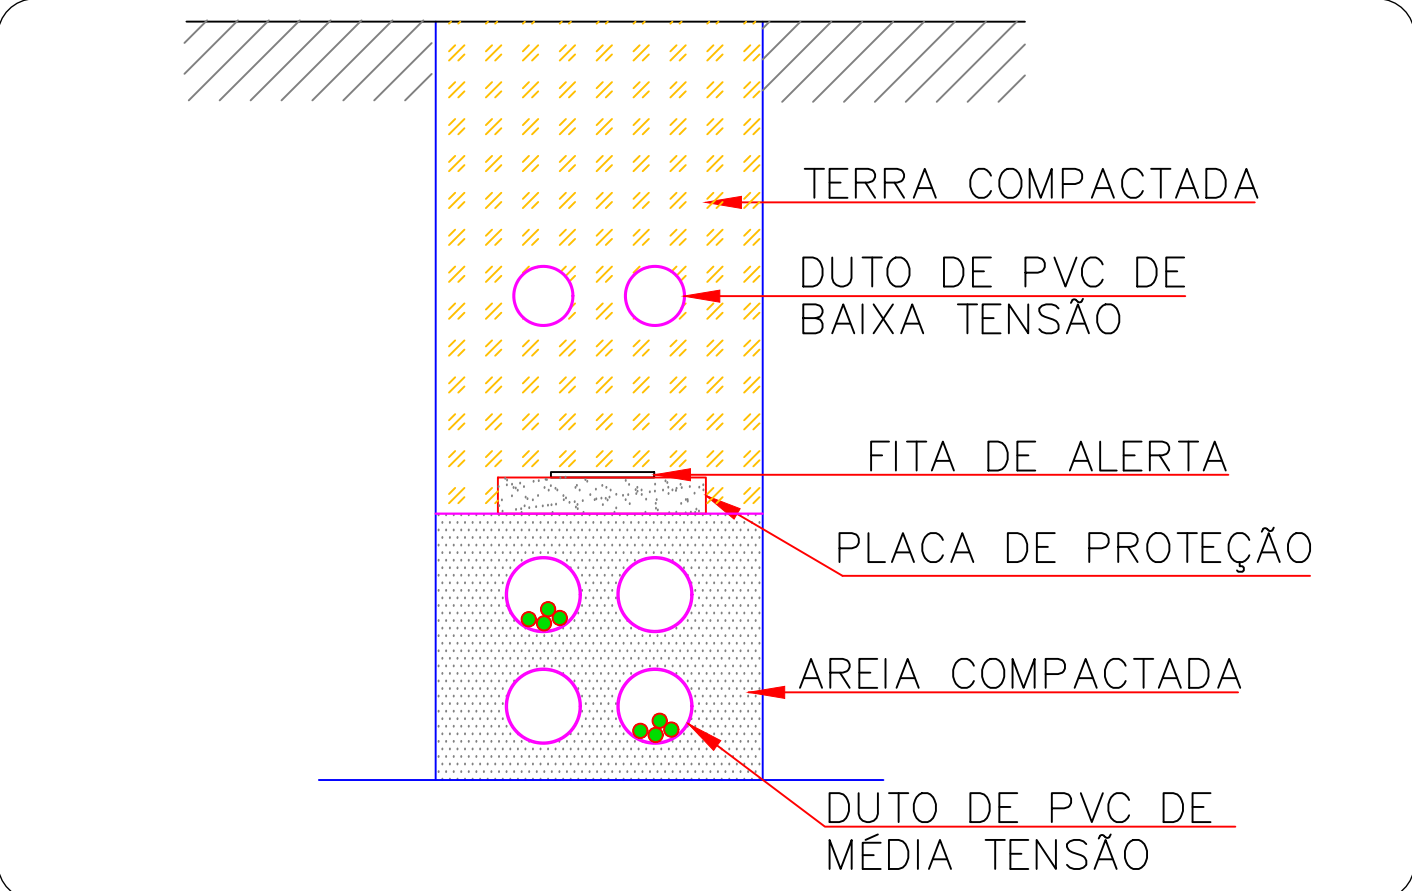 TERRA COMPACTADA
DUTO DE PVC DE
BAIXA TENSÃO
FITA DE ALERTA
PLACA DE PROTEÇÃO
AREIA COMPACTADA
DUTO DE PVC DE
MÉDIA TENSÃO